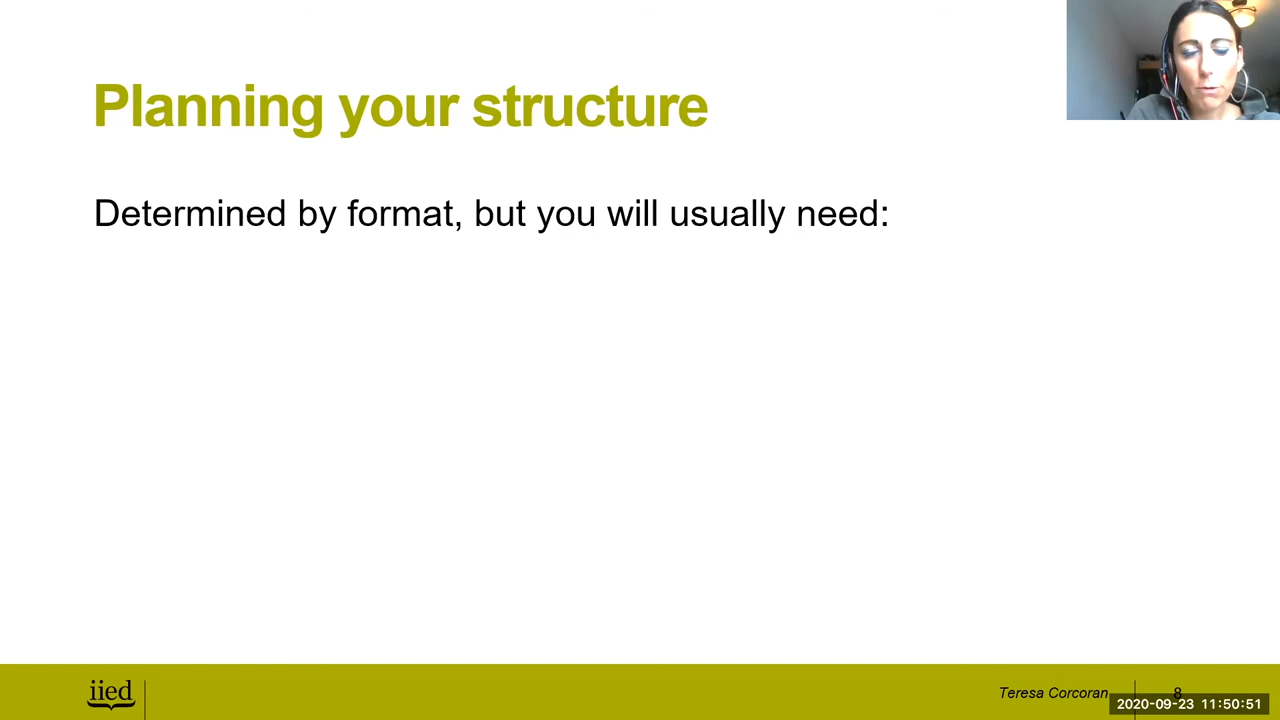 Planning your structure
Determined by format, but you will usually need:
iied
Teresa Corcoran
8
2020-09-23 11:50:51